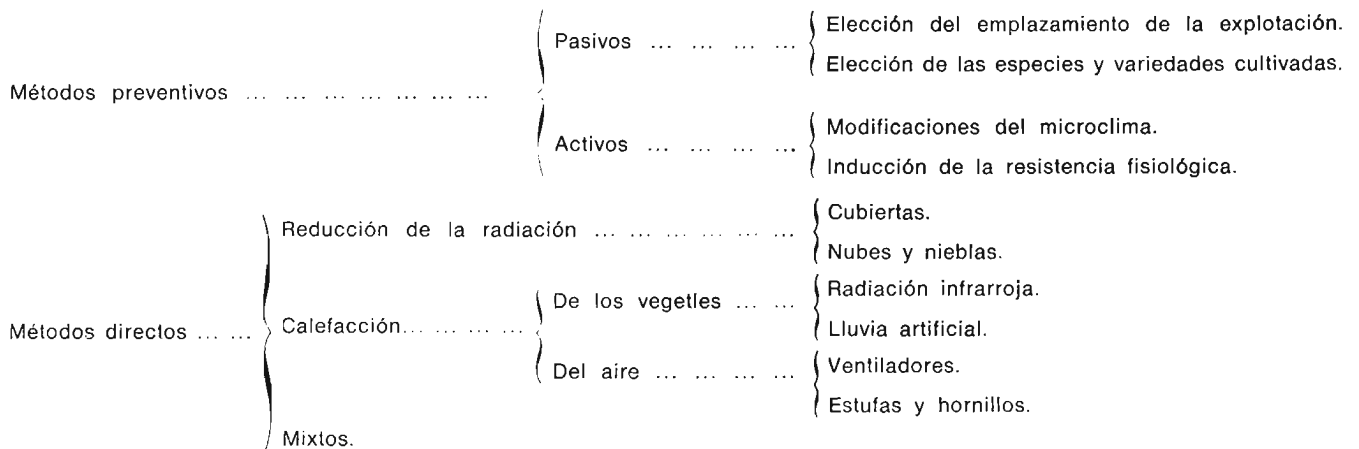 Pasivos ... ... ... ... Elección del emplazamiento de la explotación.
Elección de las especies y variedades cultivadas.
Métodos preventivos ... ... ... ... ... ... ...
Activos ... ... ... ... Modificaciones del microclima.
Inducción de la resistencia fisiológica.
Reducción de la radiación ... ... ... ... ... ... Cubiertas.
Nubes y nieblas.
Métodos directos ... ... Calefacción... ... ... ... De los vegetles ... ... Radiación infrarroja.
Lluvia artificial.
Del aire ... ... ... ... Ventiladores.
Estufas y hornillos.
Mixtos.